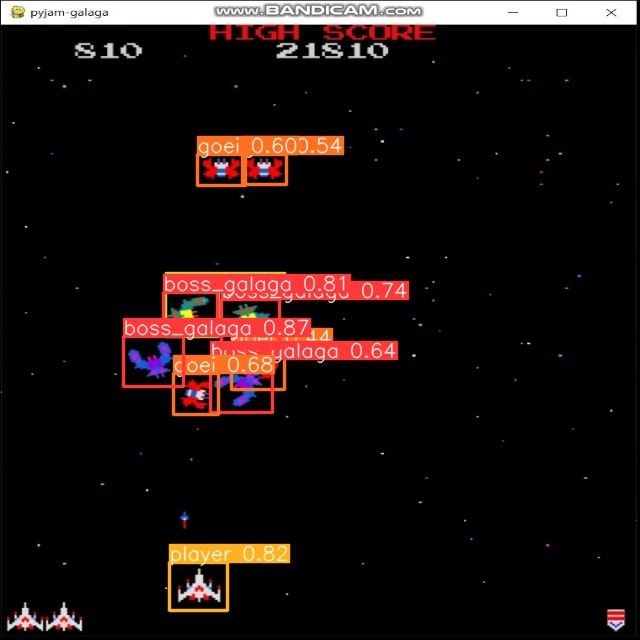 pyjam-galaga
www.BANDICAM.com
HIGH SCORE
810 21810
goei 0.60 0.54
boss_galaga 0.81
boss_galaga 0.74
boss_galaga 0.87
boss_galaga 0.64
goei 0.68
player 0.82